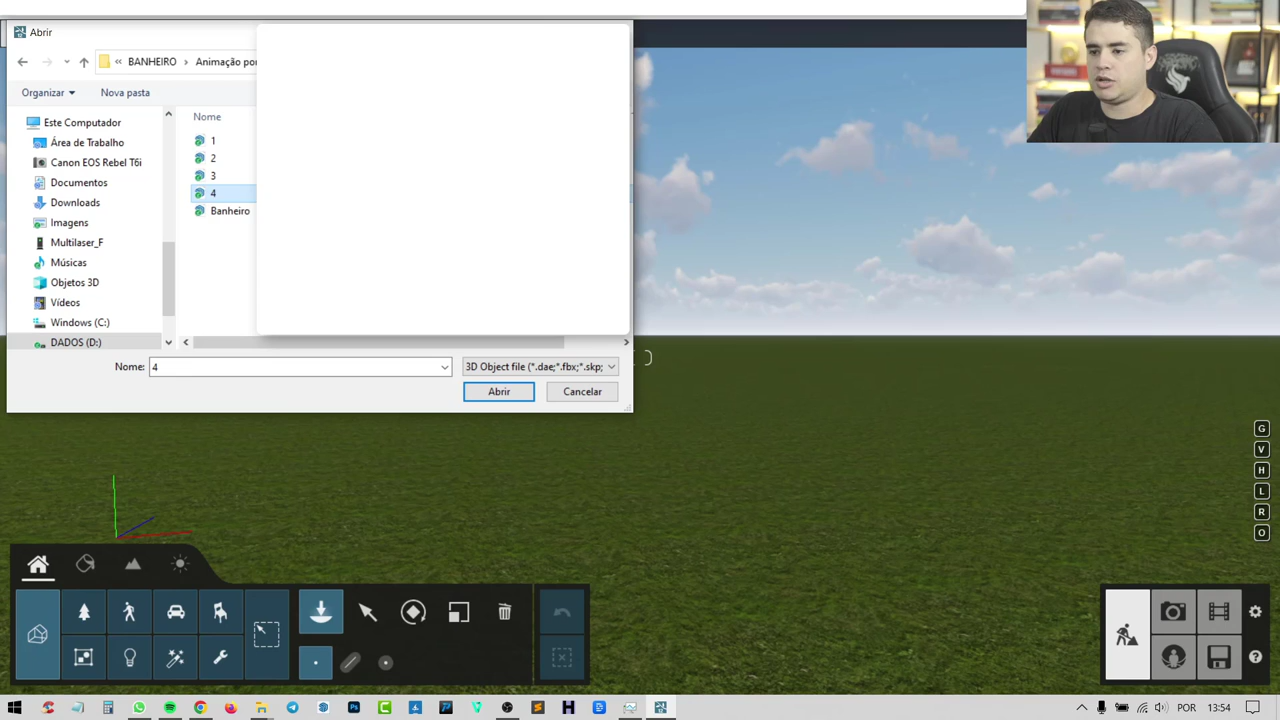 Abrir
« BANHEIRO › Animação por
Organizar
Nova pasta
Este Computador
Área de Trabalho
Canon EOS Rebel T6i
Documentos
Downloads
Imagens
Multilaser_F
Músicas
Objetos 3D
Vídeos
Windows (C:)
DADOS (D:)
Nome
1
2
3
4
Banheiro
Nome:
4
3D Object file (*.dae;*.fbx;*.skp;
Abrir
Cancelar
G
V
H
L
R
O
POR
13:54